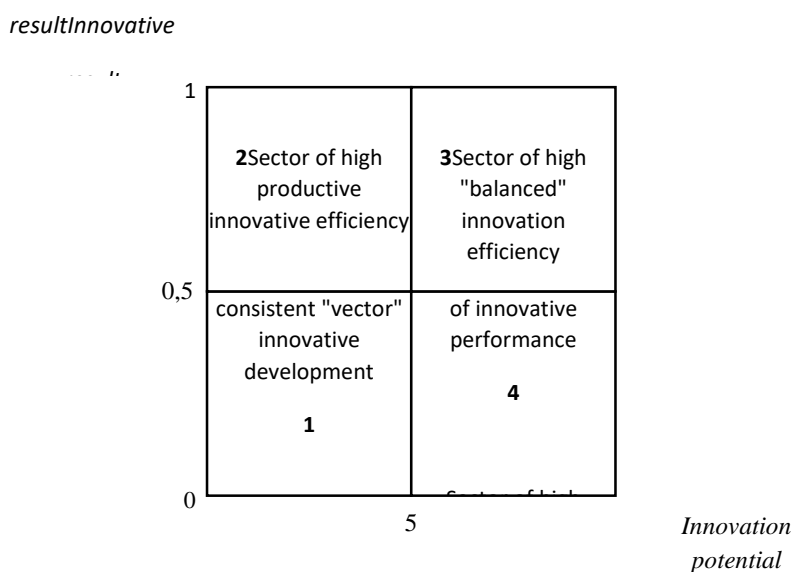 resultInnovative
1
2Sector of high
productive
innovative efficiency
3Sector of high
"balanced"
innovation
efficiency
0,5
consistent "vector"
innovative
development
1
of innovative
performance
4
0
5
Innovation
potential